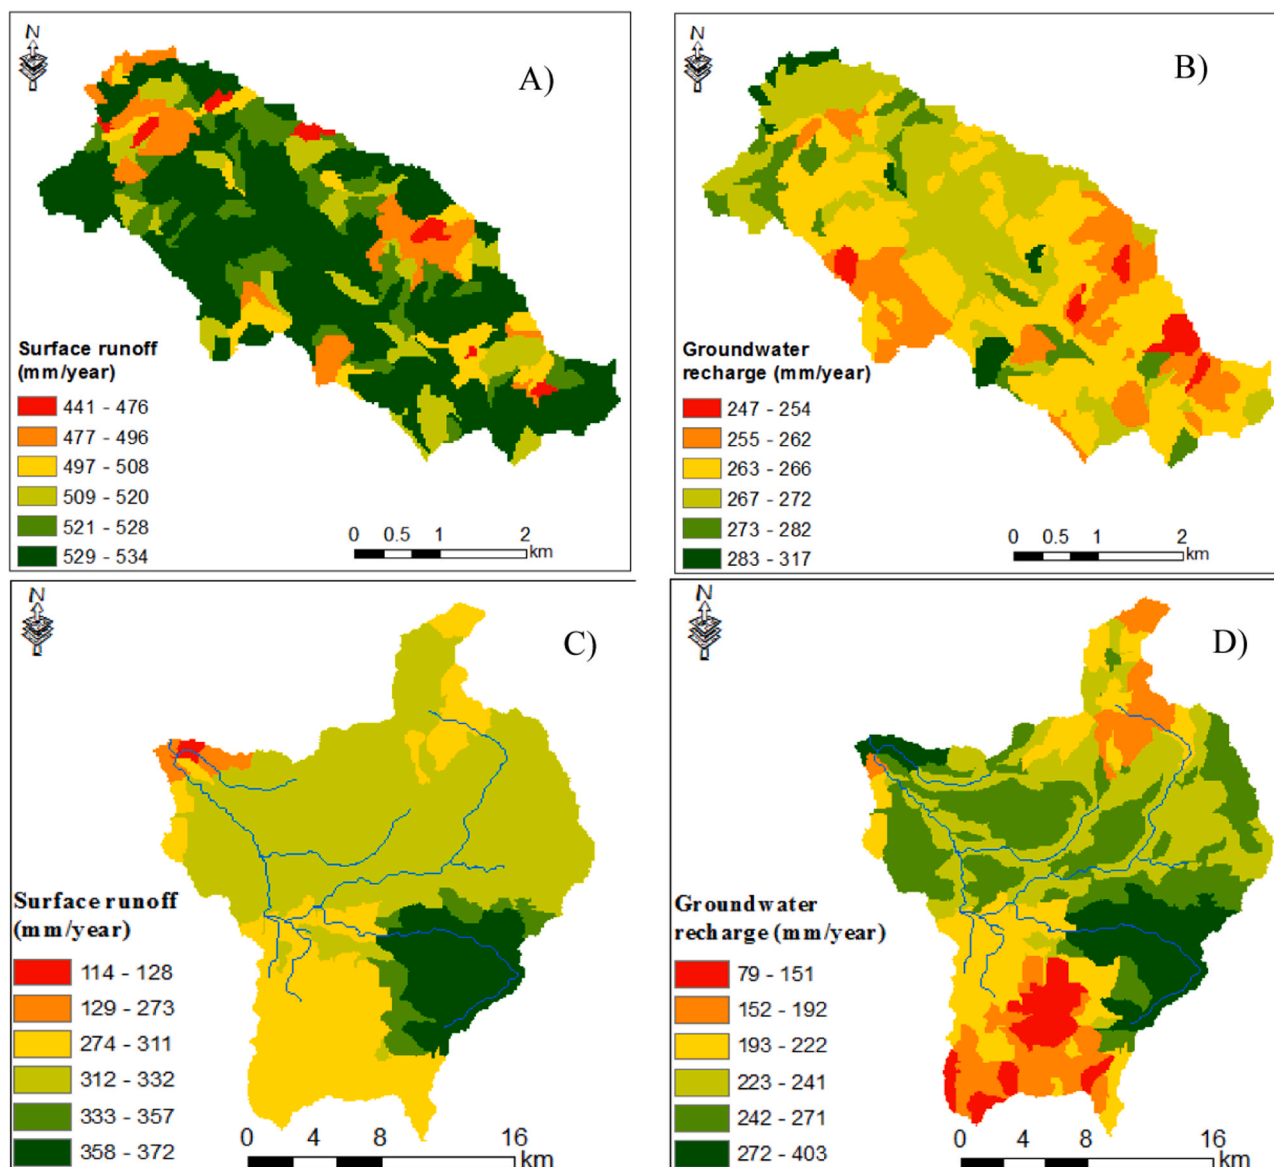 N
A)
Surface runoff
(mm/year)
441 - 476
477 - 496
497 - 508
509 - 520
521 - 528
529 - 534
0 0.5 1 2
km
N
B)
Groundwater
recharge (mm/year)
247 - 254
255 - 262
263 - 266
267 - 272
273 - 282
283 - 317
0 0.5 1 2
km
N
C)
Surface runoff
(mm/year)
114 - 128
129 - 273
274 - 311
312 - 332
333 - 357
358 - 372
0 4 8 16
km
N
D)
Groundwater
recharge (mm/year)
79 - 151
152 - 192
193 - 222
223 - 241
242 - 271
272 - 403
0 4 8 16
km